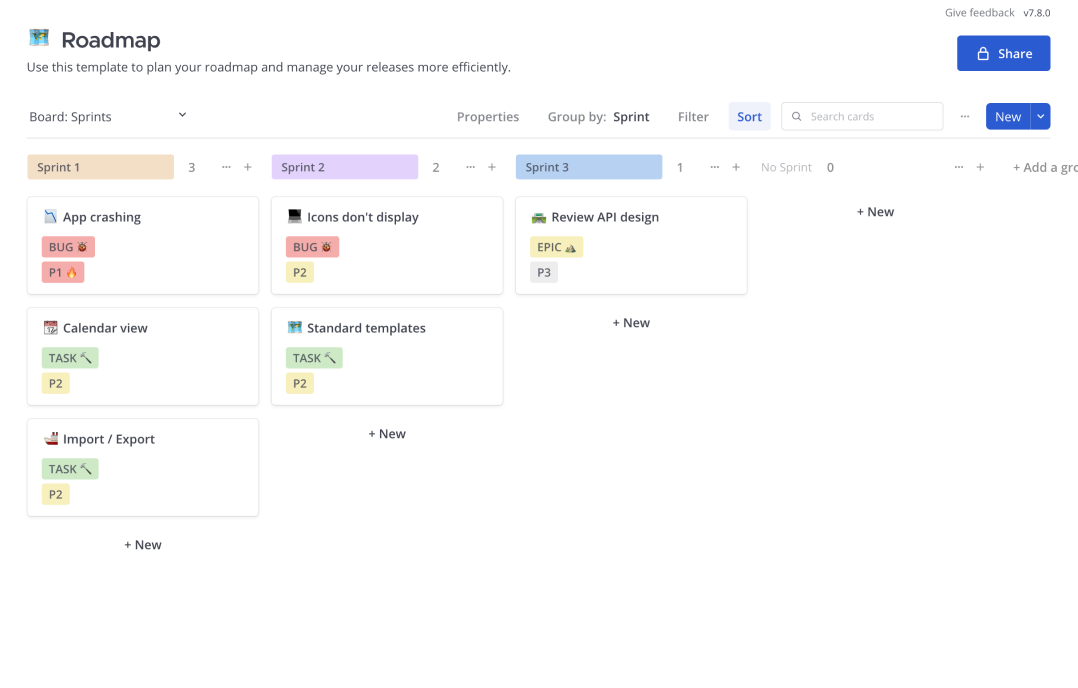 Give feedback v7.8.0
Roadmap
Share
Use this template to plan your roadmap and manage your releases more efficiently.
Board: Sprints Properties Group by: Sprint Filter Sort Search cards ... New
Sprint 1 3 ... + Sprint 2 2 ... + Sprint 3 1 ... + No Sprint 0 ... + + Add a gro
App crashing
BUG
P1
Calendar view
TASK
P2
Import / Export
TASK
P2
+ New
Icons don't display
BUG
P2
Standard templates
TASK
P2
+ New
Review API design
EPIC
P3
+ New
+ New